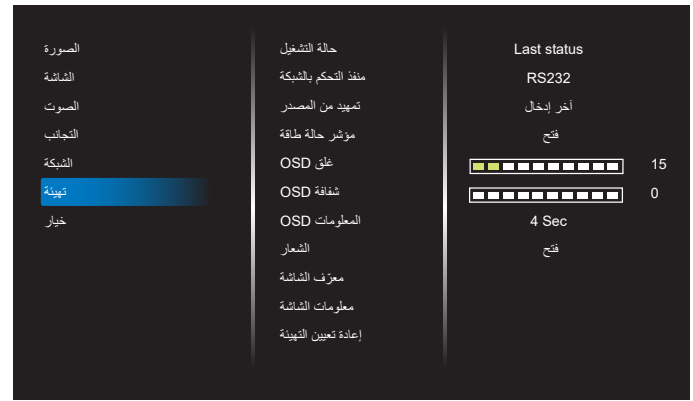 الصورة
الشاشة
الصوت
التجانب
الشبكة
تهيئة
خيار
حالة التشغيل
منفذ التحكم بالشبكة
تمهيد من المصدر
مؤشر حالة طاقة
غلق OSD
شفافة OSD
المعلومات OSD
الشعار
معرّف الشاشة
معلومات الشاشة
إعادة تعيين التهيئة
Last status
RS232
آخر إدخال
فتح
15
0
4 Sec
فتح